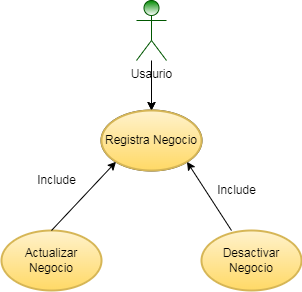 Usaurio
Registra Negocio
Include
Include
Actualizar
Negocio
Desactivar
Negocio